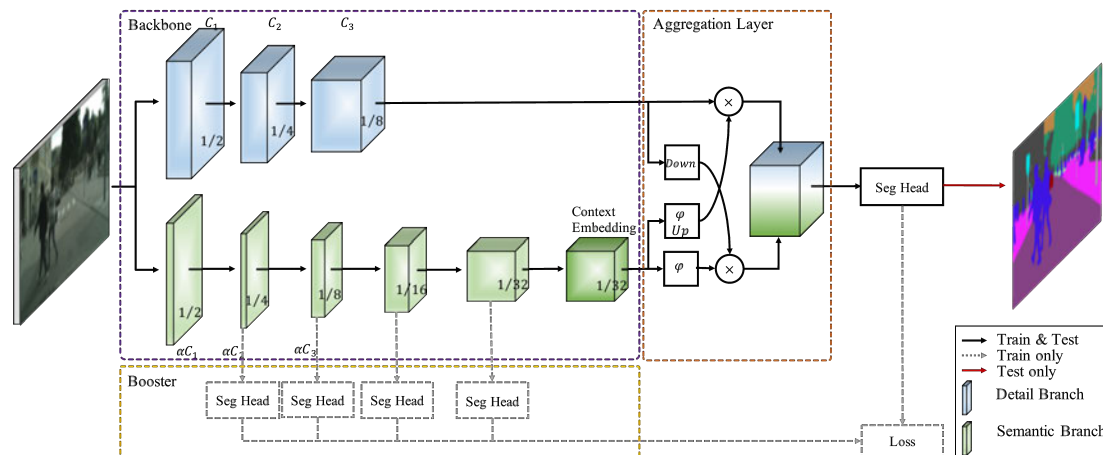 Backbone
C₁
C₂
C₃
Aggregation Layer
1/2
1/4
1/8
×
Down
Context
Embedding
φ
Up
φ
×
Seg Head
1/2
1/4
1/8
1/16
1/32
1/32
αC₁
αC₂
αC₃
Booster
Seg Head
Seg Head
Seg Head
Seg Head
Loss
Train & Test
Train only
Test only
Detail Branch
Semantic Branch